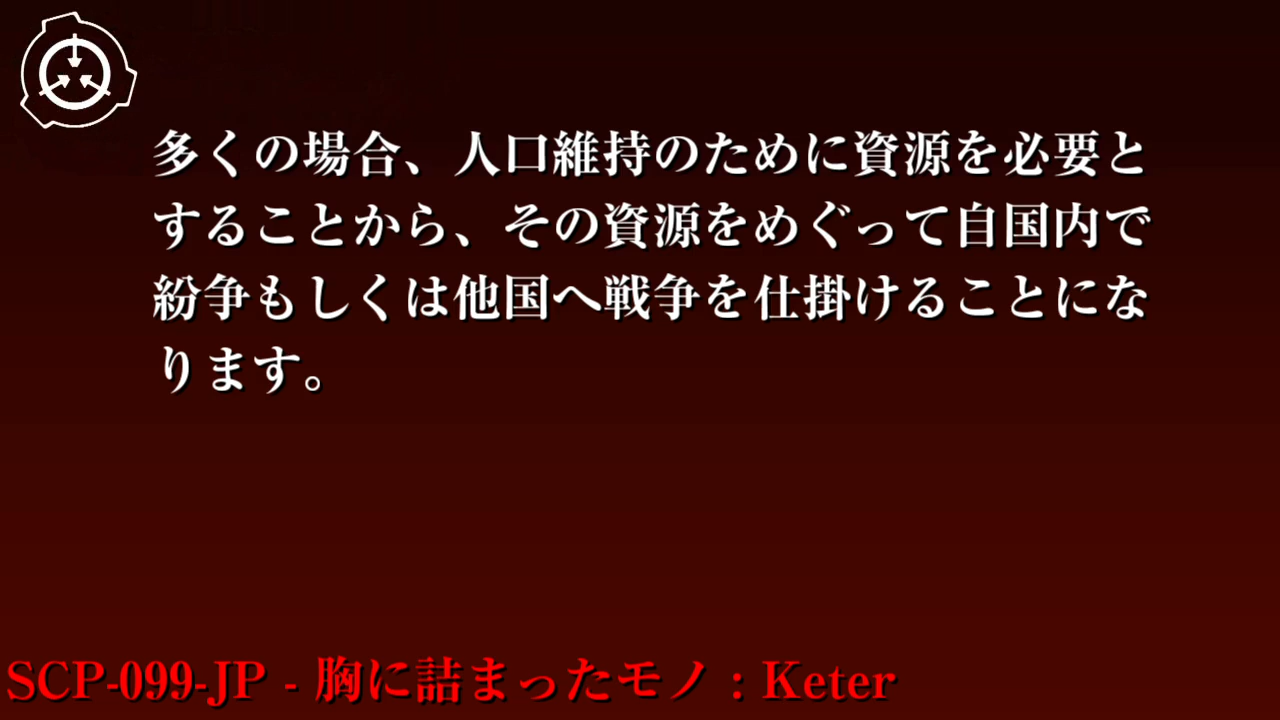 多くの場合、人口維持のために資源を必要と
することから、その資源をめぐって自国内で
紛争もしくは他国へ戦争を仕掛けることにな
ります。
SCP-099-JP - 胸に詰まったモノ : Keter